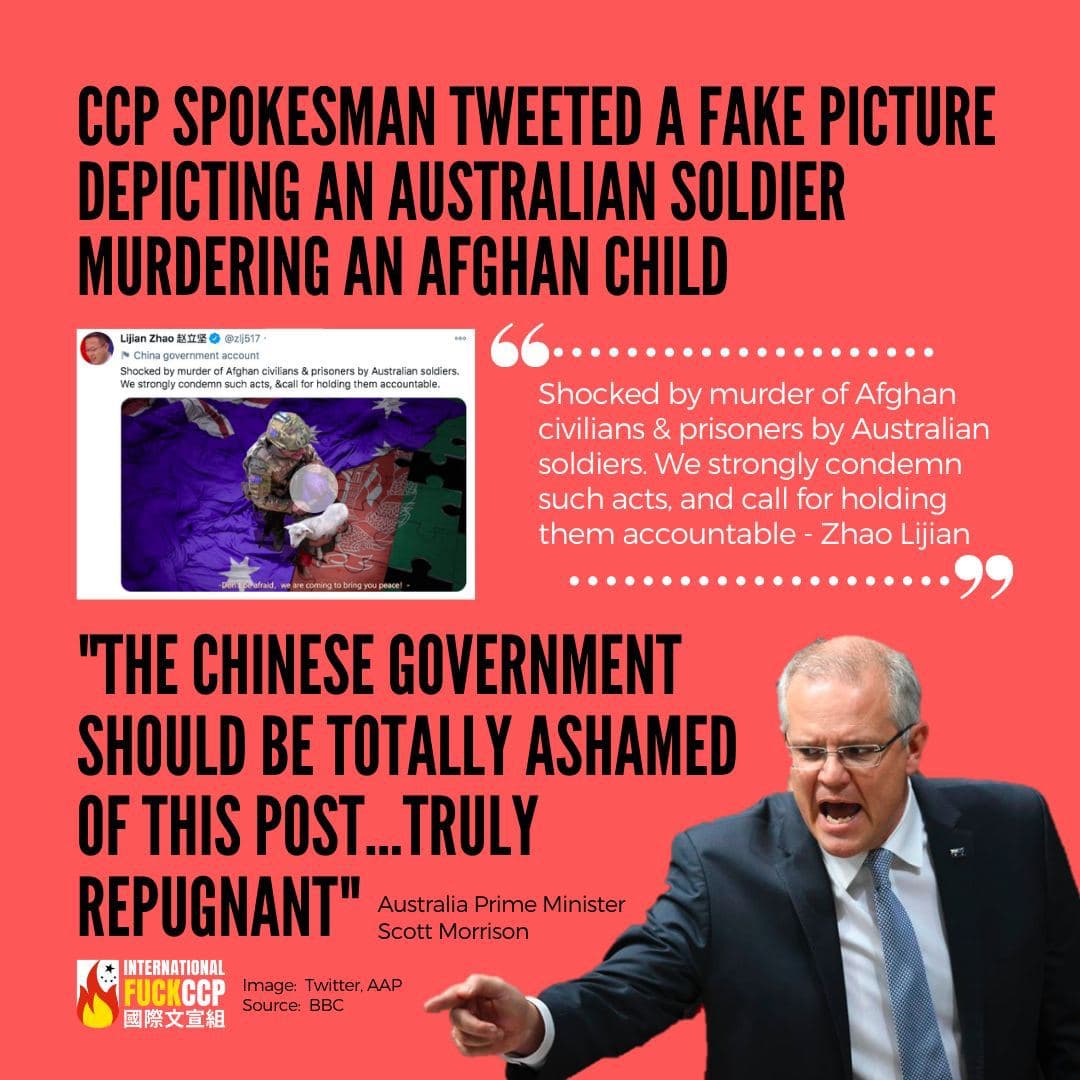 CCP SPOKESMAN TWEETED A FAKE PICTURE
DEPICTING AN AUSTRALIAN SOLDIER
MURDERING AN AFGHAN CHILD
Lijian Zhao 赵立坚 @zlj517 ·
China government account
Shocked by murder of Afghan civilians & prisoners by Australian soldiers.
We strongly condemn such acts, &call for holding them accountable.
-Don't be afraid, we are coming to bring you peace! -
“
Shocked by murder of Afghan
civilians & prisoners by Australian
soldiers. We strongly condemn
such acts, and call for holding
them accountable - Zhao Lijian
”
"THE CHINESE GOVERNMENT
SHOULD BE TOTALLY ASHAMED
OF THIS POST...TRULY
REPUGNANT"
Australia Prime Minister
Scott Morrison
INTERNATIONAL
FUCKCCP
國際文宣組
Image: Twitter, AAP
Source: BBC